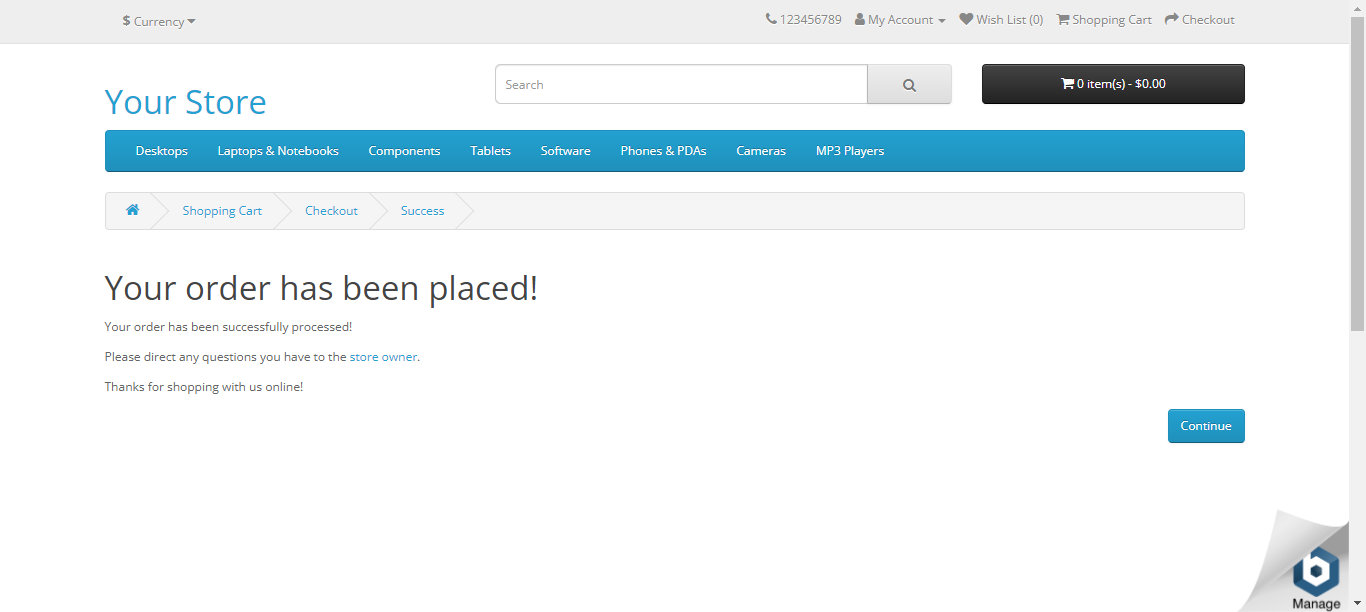 $ Currency 123456789 My Account Wish List (0) Shopping Cart Checkout
Your Store Search 0 item(s) - $0.00
Desktops Laptops & Notebooks Components Tablets Software Phones & PDAs Cameras MP3 Players
Shopping Cart Checkout Success
Your order has been placed!
Your order has been successfully processed!
Please direct any questions you have to the store owner.
Thanks for shopping with us online!
Continue
Manage